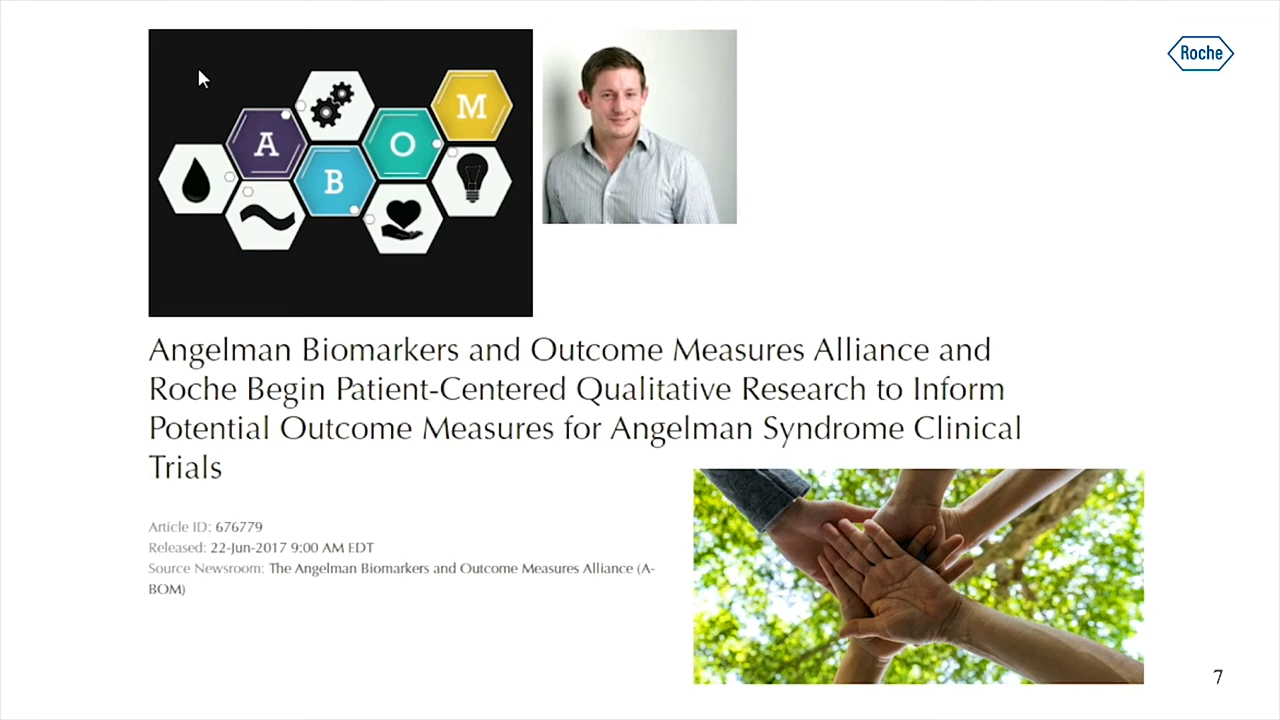 Roche
A
B
O
M
Angelman Biomarkers and Outcome Measures Alliance and
Roche Begin Patient-Centered Qualitative Research to Inform
Potential Outcome Measures for Angelman Syndrome Clinical
Trials
Article ID: 676779
Released: 22-Jun-2017 9:00 AM EDT
Source Newsroom: The Angelman Biomarkers and Outcome Measures Alliance (A-
BOM)
7